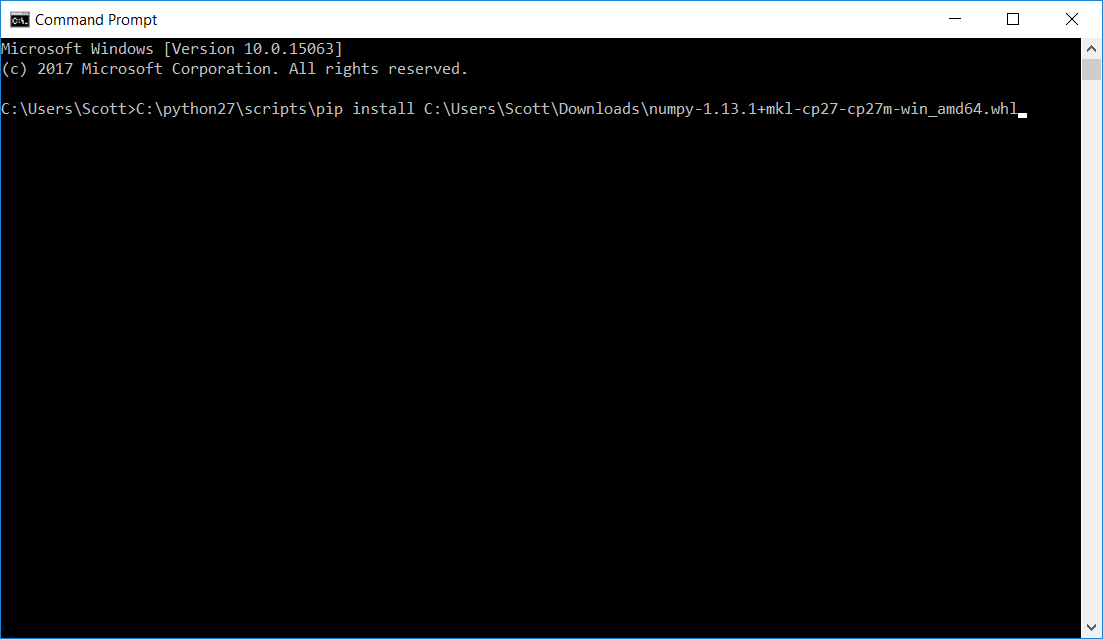 Command Prompt
Microsoft Windows [Version 10.0.15063]
(c) 2017 Microsoft Corporation. All rights reserved.
C:\Users\Scott>C:\python27\scripts\pip install C:\Users\Scott\Downloads\numpy-1.13.1+mkl-cp27-cp27m-win_amd64.whl